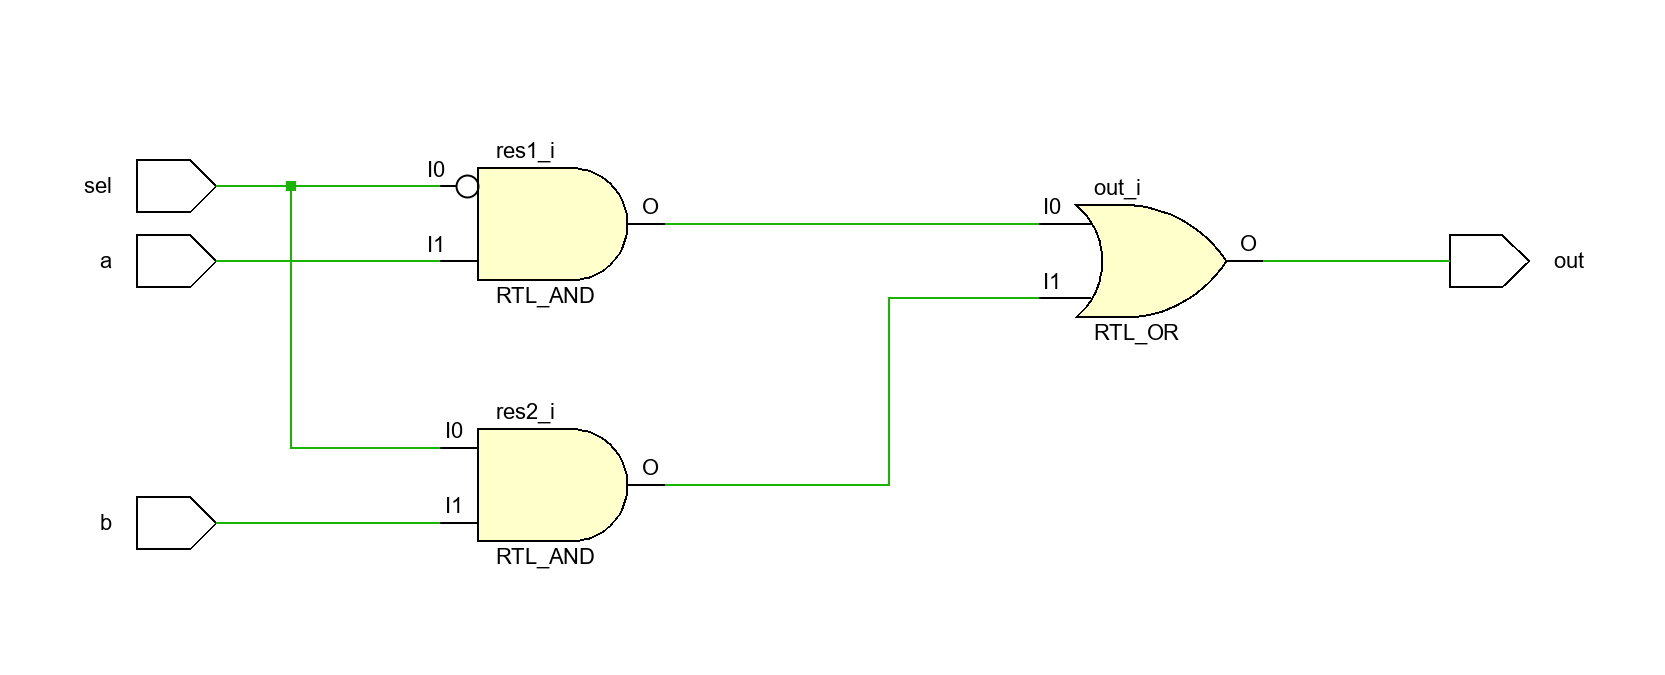 res1_i
I0
sel
O
out_i
I0
I1
a
O
out
I1
RTL_AND
RTL_OR
res2_i
I0
O
I1
b
RTL_AND